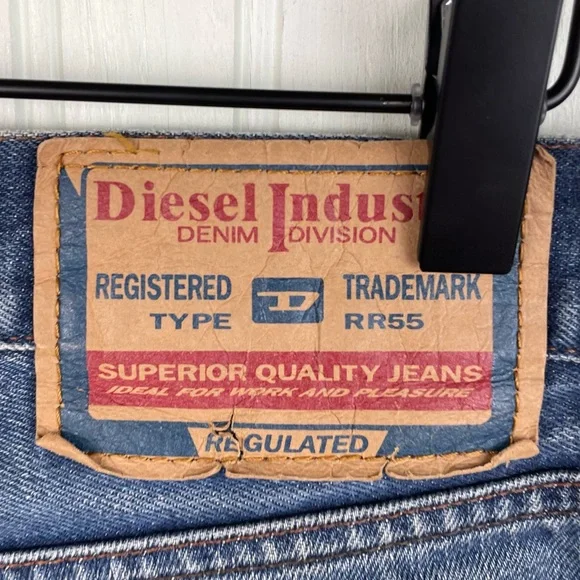 Diesel Indus
DENIM DIVISION
REGISTERED D TRADEMARK
TYPE RR55
SUPERIOR QUALITY JEANS
IDEAL FOR WORK AND PLEASURE
REGULATED